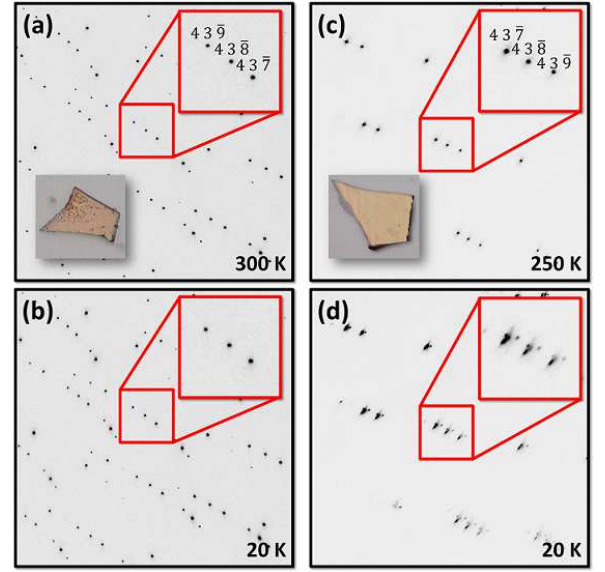 (a)
4 3 9̅
4 3 8̅
4 3 7̅
300 K
(c)
4 3 7̅
4 3 8̅
4 3 9̅
250 K
(b)
20 K
(d)
20 K